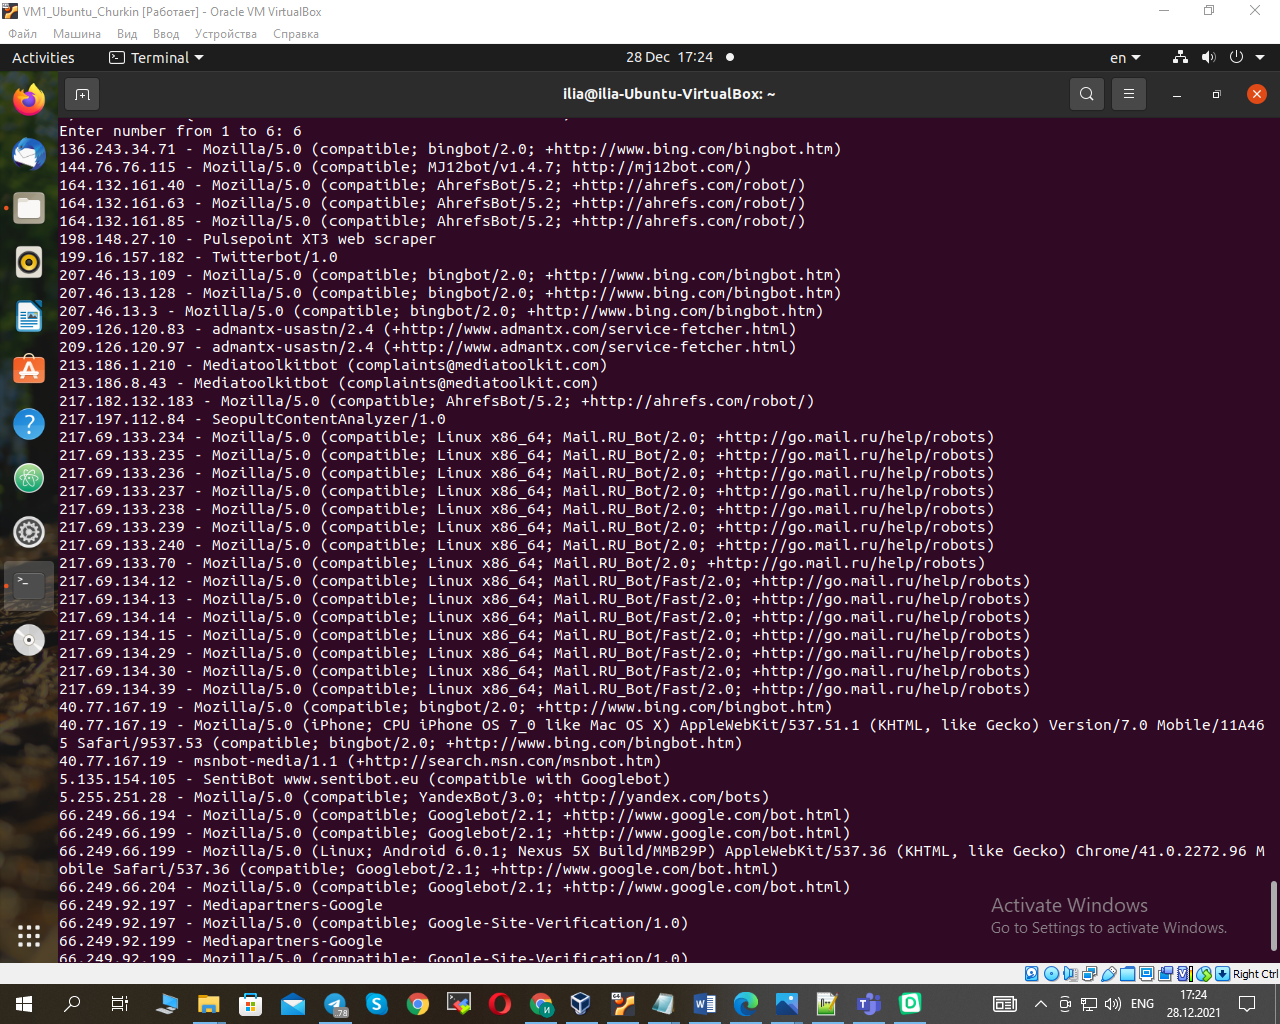 VM1_Ubuntu_Churkin [Работает] - Oracle VM VirtualBox
Файл Машина Вид Ввод Устройства Справка
Activities Terminal 28 Dec 17:24 en
ilia@ilia-Ubuntu-VirtualBox: ~
Enter number from 1 to 6: 6
136.243.34.71 - Mozilla/5.0 (compatible; bingbot/2.0; +http://www.bing.com/bingbot.htm)
144.76.76.115 - Mozilla/5.0 (compatible; MJ12bot/v1.4.7; http://mj12bot.com/)
164.132.161.40 - Mozilla/5.0 (compatible; AhrefsBot/5.2; +http://ahrefs.com/robot/)
164.132.161.63 - Mozilla/5.0 (compatible; AhrefsBot/5.2; +http://ahrefs.com/robot/)
164.132.161.85 - Mozilla/5.0 (compatible; AhrefsBot/5.2; +http://ahrefs.com/robot/)
198.148.27.10 - Pulsepoint XT3 web scraper
199.16.157.182 - Twitterbot/1.0
207.46.13.109 - Mozilla/5.0 (compatible; bingbot/2.0; +http://www.bing.com/bingbot.htm)
207.46.13.128 - Mozilla/5.0 (compatible; bingbot/2.0; +http://www.bing.com/bingbot.htm)
207.46.13.3 - Mozilla/5.0 (compatible; bingbot/2.0; +http://www.bing.com/bingbot.htm)
209.126.120.83 - admantx-usastn/2.4 (+http://www.admantx.com/service-fetcher.html)
209.126.120.97 - admantx-usastn/2.4 (+http://www.admantx.com/service-fetcher.html)
213.186.1.210 - Mediatoolkitbot (complaints@mediatoolkit.com)
213.186.8.43 - Mediatoolkitbot (complaints@mediatoolkit.com)
217.182.132.183 - Mozilla/5.0 (compatible; AhrefsBot/5.2; +http://ahrefs.com/robot/)
217.197.112.84 - SeopultContentAnalyzer/1.0
217.69.133.234 - Mozilla/5.0 (compatible; Linux x86_64; Mail.RU_Bot/2.0; +http://go.mail.ru/help/robots)
217.69.133.235 - Mozilla/5.0 (compatible; Linux x86_64; Mail.RU_Bot/2.0; +http://go.mail.ru/help/robots)
217.69.133.236 - Mozilla/5.0 (compatible; Linux x86_64; Mail.RU_Bot/2.0; +http://go.mail.ru/help/robots)
217.69.133.237 - Mozilla/5.0 (compatible; Linux x86_64; Mail.RU_Bot/2.0; +http://go.mail.ru/help/robots)
217.69.133.238 - Mozilla/5.0 (compatible; Linux x86_64; Mail.RU_Bot/2.0; +http://go.mail.ru/help/robots)
217.69.133.239 - Mozilla/5.0 (compatible; Linux x86_64; Mail.RU_Bot/2.0; +http://go.mail.ru/help/robots)
217.69.133.240 - Mozilla/5.0 (compatible; Linux x86_64; Mail.RU_Bot/2.0; +http://go.mail.ru/help/robots)
217.69.133.70 - Mozilla/5.0 (compatible; Linux x86_64; Mail.RU_Bot/2.0; +http://go.mail.ru/help/robots)
217.69.134.12 - Mozilla/5.0 (compatible; Linux x86_64; Mail.RU_Bot/Fast/2.0; +http://go.mail.ru/help/robots)
217.69.134.13 - Mozilla/5.0 (compatible; Linux x86_64; Mail.RU_Bot/Fast/2.0; +http://go.mail.ru/help/robots)
217.69.134.14 - Mozilla/5.0 (compatible; Linux x86_64; Mail.RU_Bot/Fast/2.0; +http://go.mail.ru/help/robots)
217.69.134.15 - Mozilla/5.0 (compatible; Linux x86_64; Mail.RU_Bot/Fast/2.0; +http://go.mail.ru/help/robots)
217.69.134.29 - Mozilla/5.0 (compatible; Linux x86_64; Mail.RU_Bot/Fast/2.0; +http://go.mail.ru/help/robots)
217.69.134.30 - Mozilla/5.0 (compatible; Linux x86_64; Mail.RU_Bot/Fast/2.0; +http://go.mail.ru/help/robots)
217.69.134.39 - Mozilla/5.0 (compatible; Linux x86_64; Mail.RU_Bot/Fast/2.0; +http://go.mail.ru/help/robots)
40.77.167.19 - Mozilla/5.0 (compatible; bingbot/2.0; +http://www.bing.com/bingbot.htm)
40.77.167.19 - Mozilla/5.0 (iPhone; CPU iPhone OS 7_0 like Mac OS X) AppleWebKit/537.51.1 (KHTML, like Gecko) Version/7.0 Mobile/11A46
5 Safari/9537.53 (compatible; bingbot/2.0; +http://www.bing.com/bingbot.htm)
40.77.167.19 - msnbot-media/1.1 (+http://search.msn.com/msnbot.htm)
5.135.154.105 - SentiBot www.sentibot.eu (compatible with Googlebot)
5.255.251.28 - Mozilla/5.0 (compatible; YandexBot/3.0; +http://yandex.com/bots)
66.249.66.194 - Mozilla/5.0 (compatible; Googlebot/2.1; +http://www.google.com/bot.html)
66.249.66.199 - Mozilla/5.0 (compatible; Googlebot/2.1; +http://www.google.com/bot.html)
66.249.66.199 - Mozilla/5.0 (Linux; Android 6.0.1; Nexus 5X Build/MMB29P) AppleWebKit/537.36 (KHTML, like Gecko) Chrome/41.0.2272.96 M
obile Safari/537.36 (compatible; Googlebot/2.1; +http://www.google.com/bot.html)
66.249.66.204 - Mozilla/5.0 (compatible; Googlebot/2.1; +http://www.google.com/bot.html)
66.249.92.197 - Mediapartners-Google
66.249.92.197 - Mozilla/5.0 (compatible; Google-Site-Verification/1.0)
66.249.92.199 - Mediapartners-Google
66.249.92.199 - Mozilla/5.0 (compatible; Google-Site-Verification/1.0)
Activate Windows
Go to Settings to activate Windows.
Right Ctrl
.78
ENG
17:24
28.12.2021